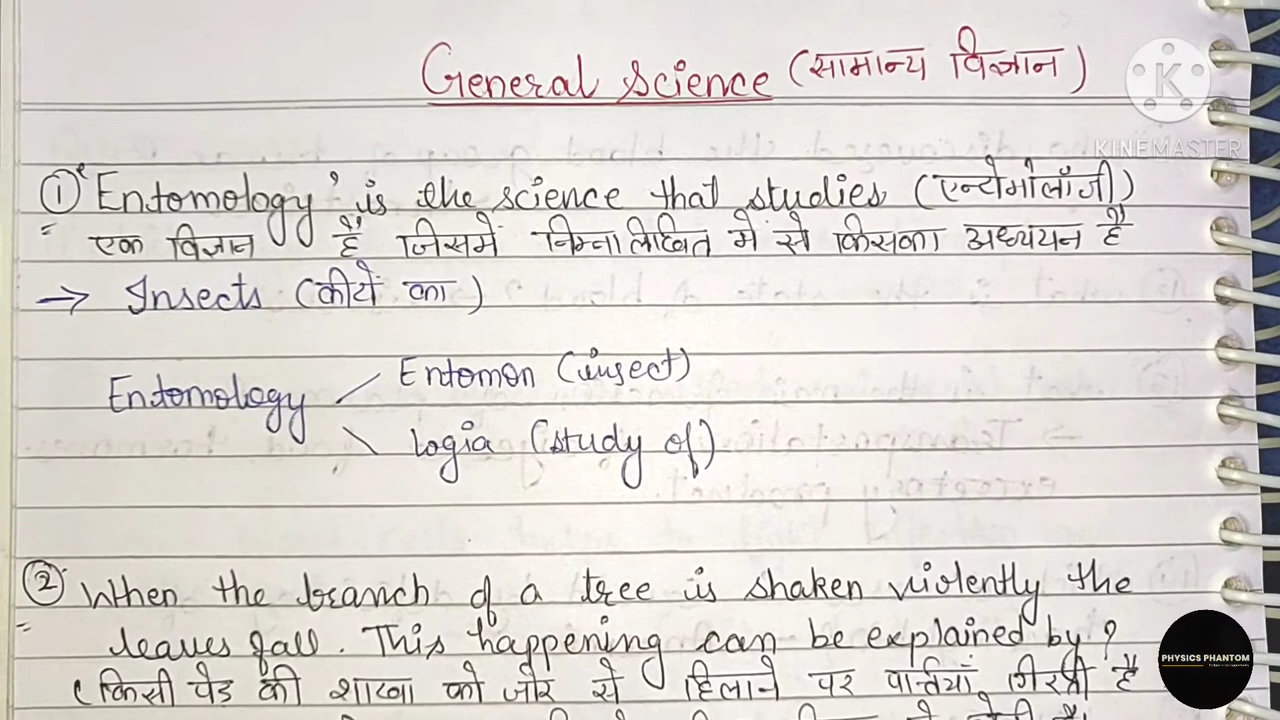 General Science (सामान्य विज्ञान)
K
KINEMASTER
① 'Entomology' is the science that studies (एन्टोमोलॉजी)
एक विज्ञान है जिसमें निम्नलिखित में से किसका अध्ययन है
→ Insects (कीटों का)
Entomology
Entomon (insect)
logia (study of)
② When the branch of a tree is shaken violently the
leaves fall. This happening can be explained by?
(किसी पेड़ की शाखा को जोर से हिलाने पर पत्तियां गिरती है
PHYSICS PHANTOM